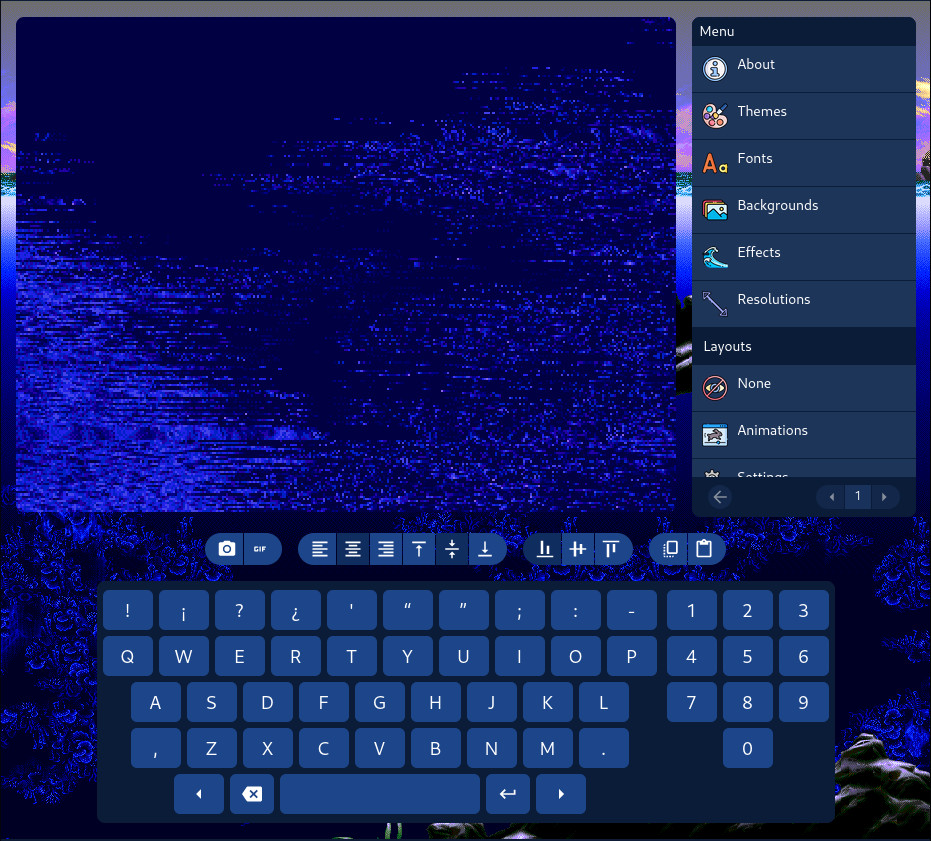 Menu
About
Themes
Aa Fonts
Backgrounds
Effects
Resolutions
Layouts
None
Animations
Settings
1
GIF
! ¡ ? ¿ ' “ ” ; : - 1 2 3
Q W E R T Y U I O P 4 5 6
A S D F G H J K L 7 8 9
, Z X C V B N M . 0